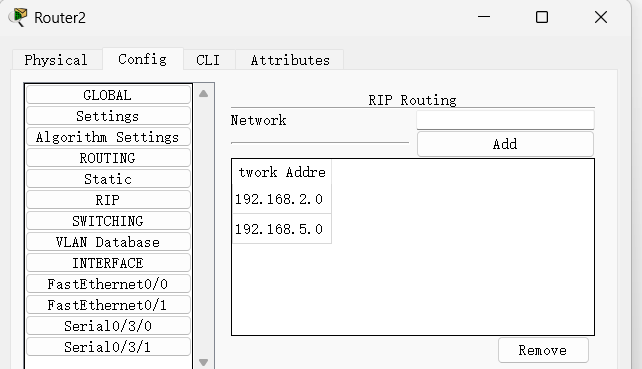 Router2
Physical Config CLI Attributes
GLOBAL
Settings
Algorithm Settings
ROUTING
Static
RIP
SWITCHING
VLAN Database
INTERFACE
FastEthernet0/0
FastEthernet0/1
Serial0/3/0
Serial0/3/1
RIP Routing
Network
Add
twork Addre
192.168.2.0
192.168.5.0
Remove